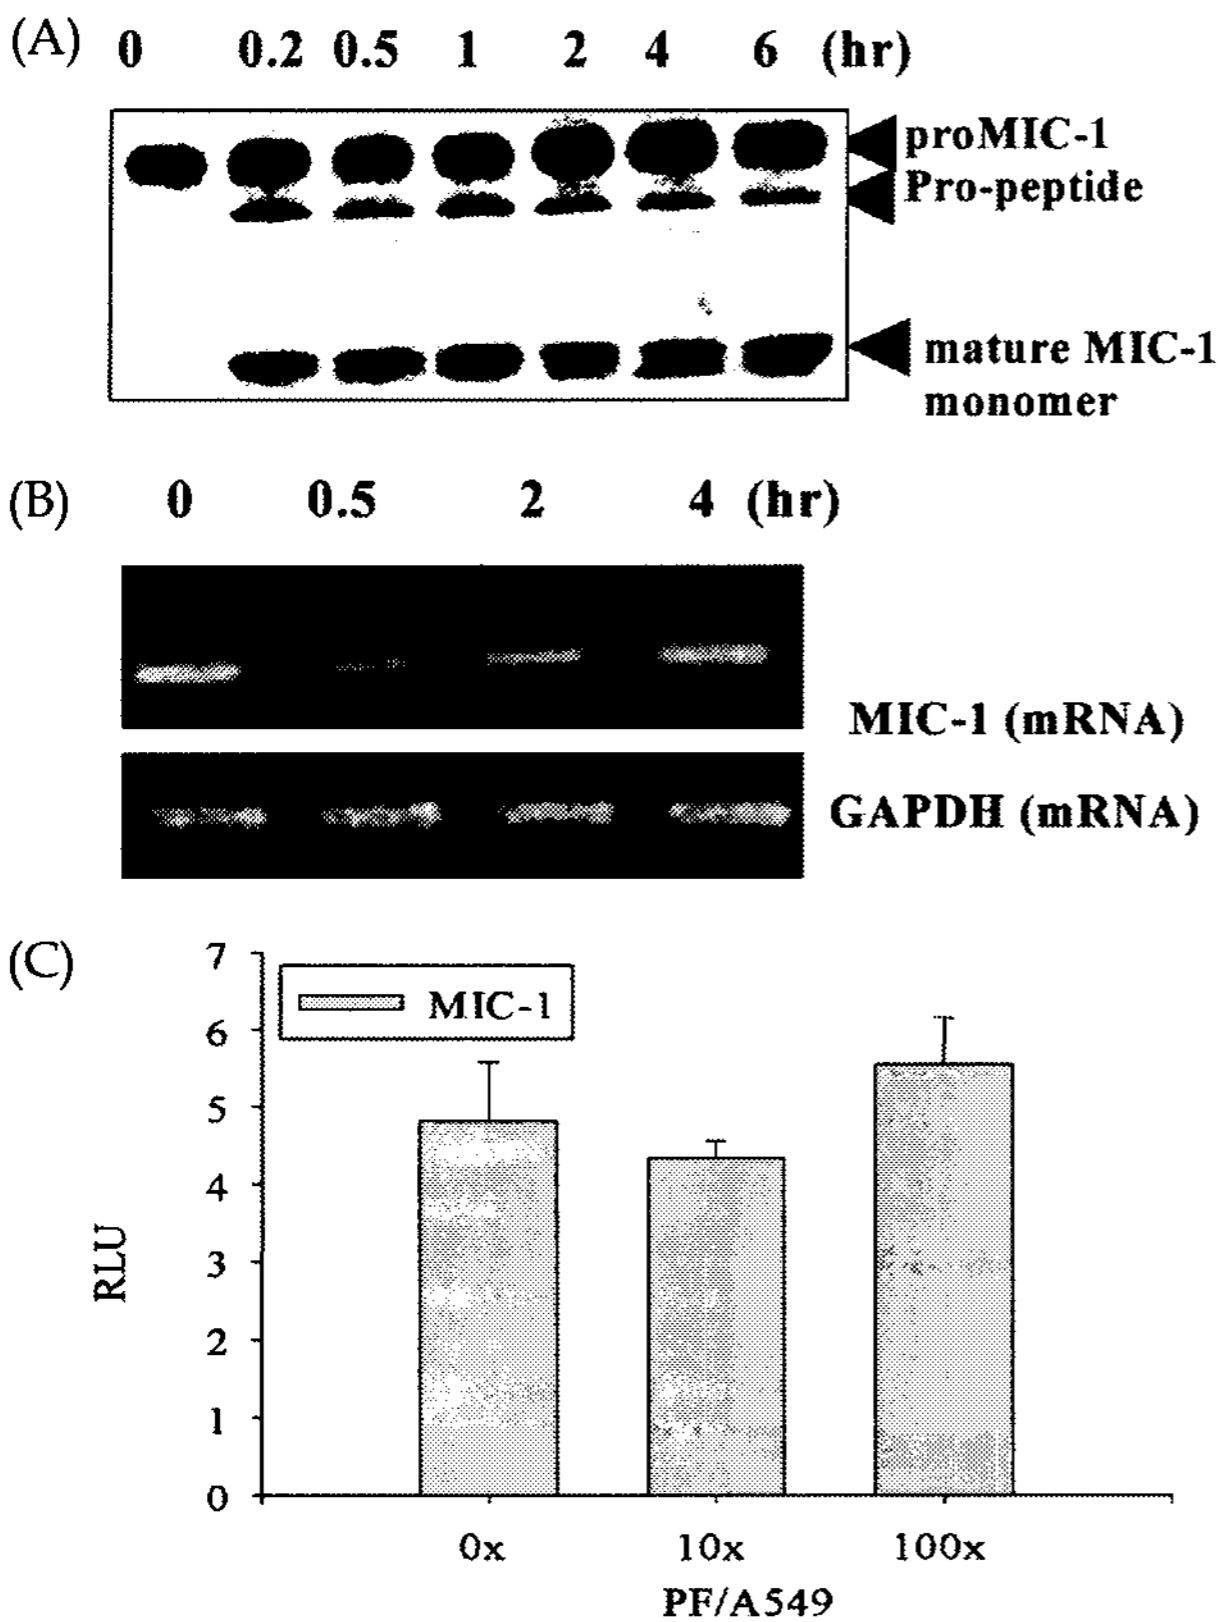 (A) 0 0.2 0.5 1 2 4 6 (hr)
proMIC-1
Pro-peptide
mature MIC-1
monomer
(B) 0 0.5 2 4 (hr)
MIC-1 (mRNA)
GAPDH (mRNA)
(C)
7
6
5
4
3
2
1
0
MIC-1
RLU
0x 10x 100x
PF/A549